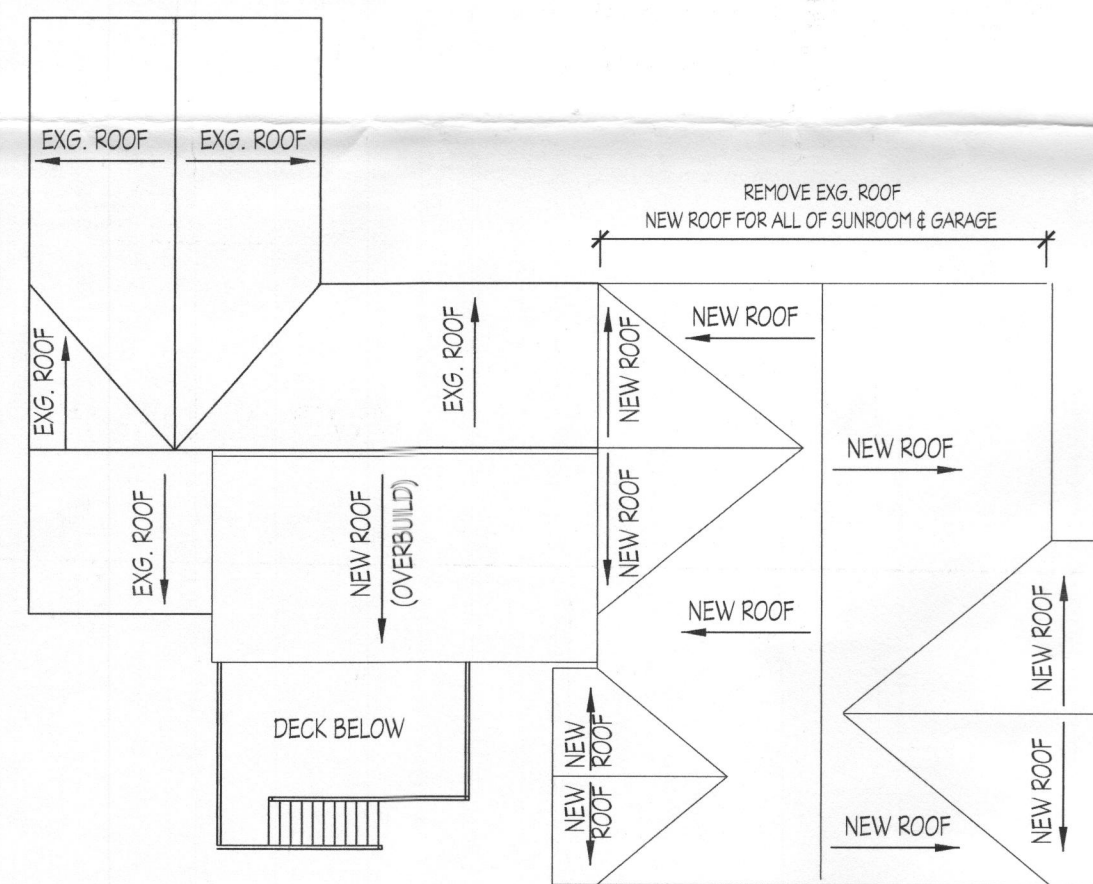 EXG. ROOF
EXG. ROOF
REMOVE EXG. ROOF
NEW ROOF FOR ALL OF SUNROOM & GARAGE
EXG. ROOF
EXG. ROOF
NEW ROOF
NEW ROOF
NEW ROOF
EXG. ROOF
NEW ROOF
(OVERBUILD)
NEW ROOF
NEW ROOF
NEW ROOF
DECK BELOW
NEW
ROOF
NEW
ROOF
NEW ROOF
NEW ROOF